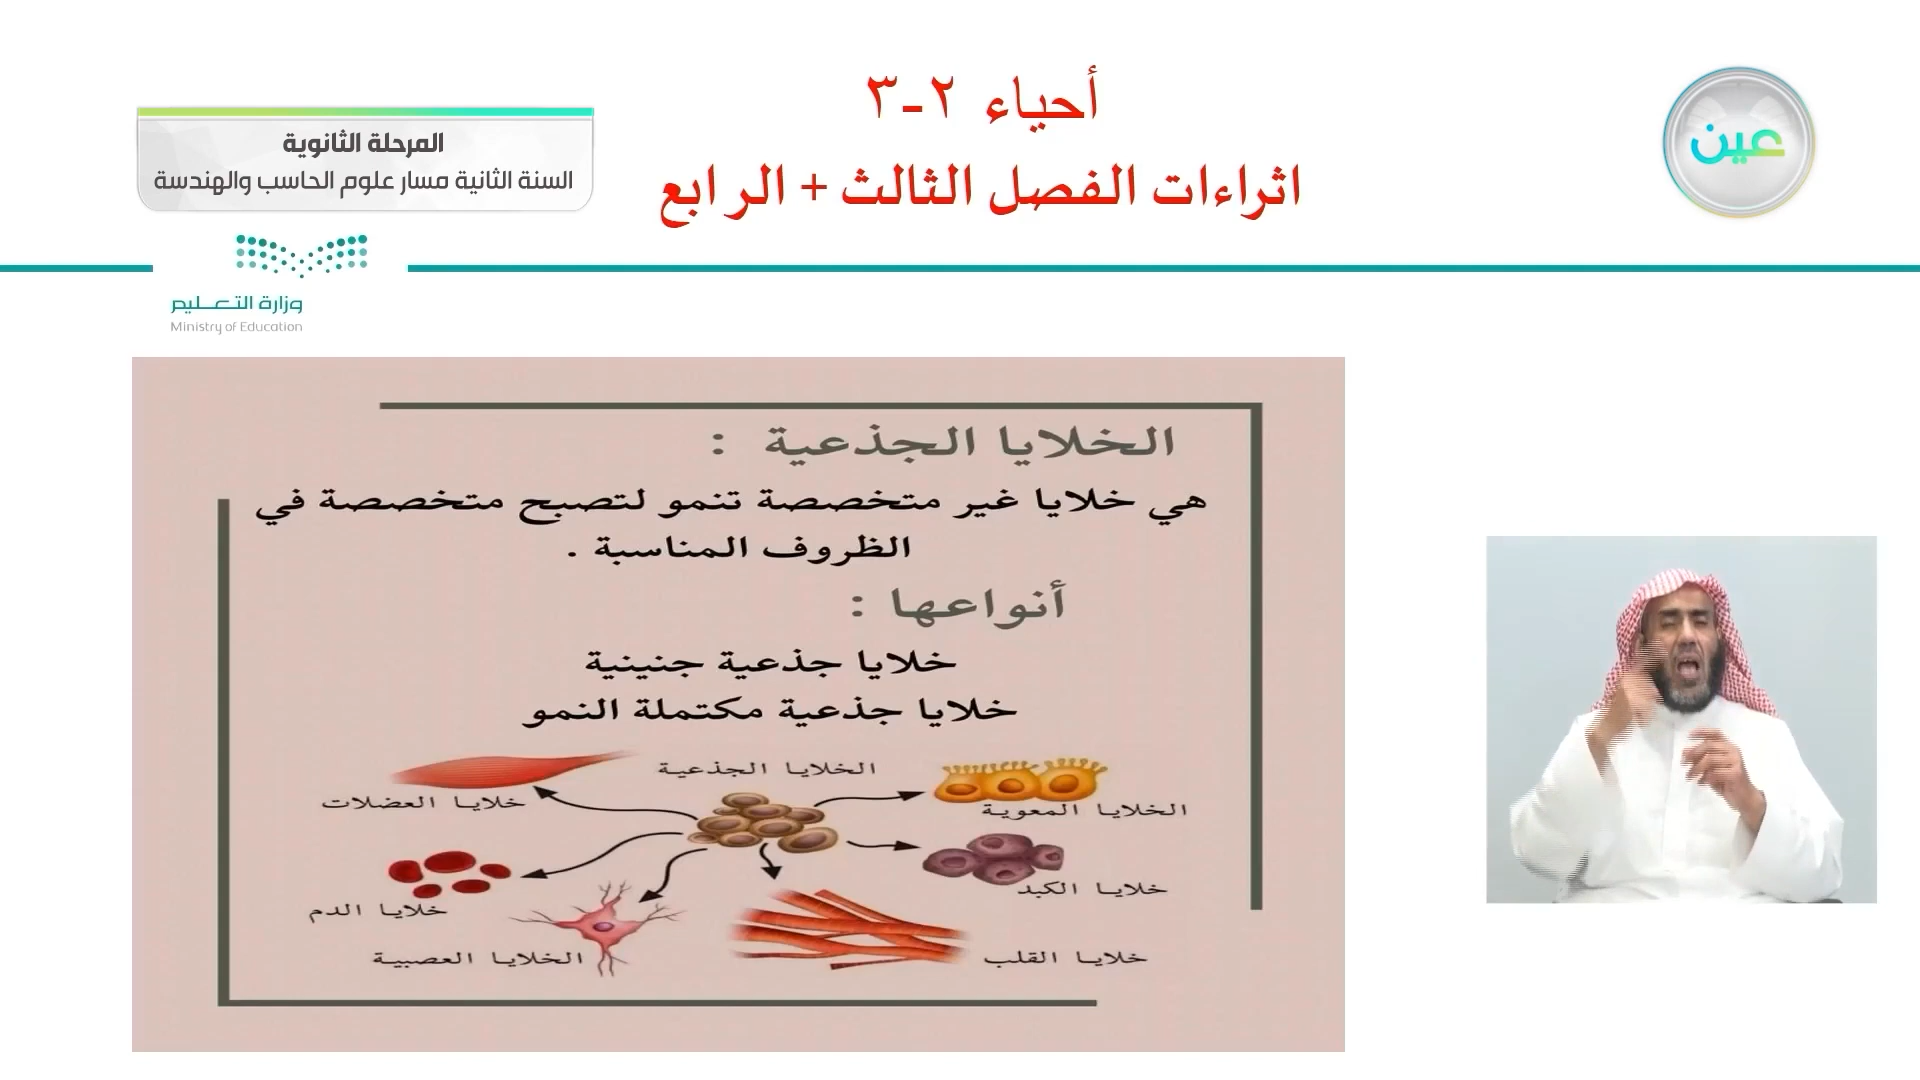 أحياء ٢-٣
اثراءات الفصل الثالث + الرابع
عين
المرحلة الثانوية
السنة الثانية مسار علوم الحاسب والهندسة
وزارة التعليم
Ministry of Education
الخلايا الجذعية :
هي خلايا غير متخصصة تنمو لتصبح متخصصة في
الظروف المناسبة .
أنواعها :
خلايا جذعية جنينية
خلايا جذعية مكتملة النمو
الخلايا الجذعية
خلايا العضلات
الخلايا المعوية
خلايا الكبد
خلايا الدم
الخلايا العصبية
خلايا القلب